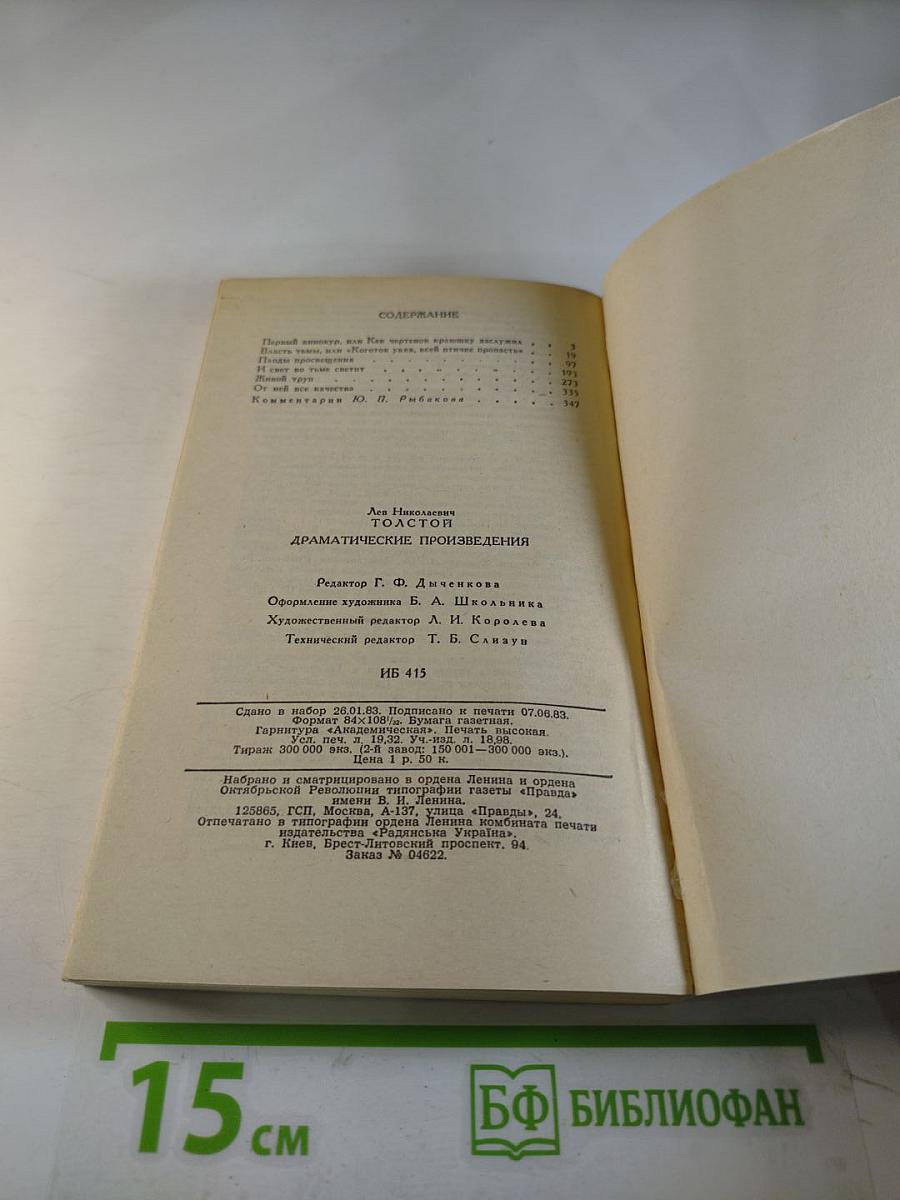 СОДЕРЖАНИЕ
Первый винокур, или Как чертенок краюшку заслужил . . 3
Власть тьмы, или «Коготок увяз, всей птичке пропасть» . . 19
Плоды просвещения . . . . . . . . . . 97
И свет во тьме светит . . . . . . . . . 193
Живой труп . . . . . . . . . . . 273
От ней все качества . . . . . . . . . . 335
Комментарии Ю. П. Рыбакова . . . . . 347
Лев Николаевич
ТОЛСТОЙ
ДРАМАТИЧЕСКИЕ ПРОИЗВЕДЕНИЯ
Редактор Г. Ф. Дыченкова
Оформление художника Б. А. Школьника
Художественный редактор Л. И. Королева
Технический редактор Т. Б. Слизун
ИБ 415
Сдано в набор 26.01.83. Подписано к печати 07.06.83.
Формат 84×108¹/₃₂. Бумага газетная.
Гарнитура «Академическая». Печать высокая.
Усл. печ. л. 19,32. Уч.-изд. л. 18,98.
Тираж 300 000 экз. (2-й завод: 150 001—300 000 экз.).
Цена 1 р. 50 к.
Набрано и сматрицировано в ордена Ленина и ордена
Октябрьской Революции типографии газеты «Правда»
имени В. И. Ленина.
125865, ГСП, Москва, А-137, улица «Правды», 24.
Отпечатано в типографии ордена Ленина комбината печати
издательства «Радянська Україна».
г. Киев, Брест-Литовский проспект, 94.
Заказ № 04622.
15 см
БФ БИБЛИОФАН